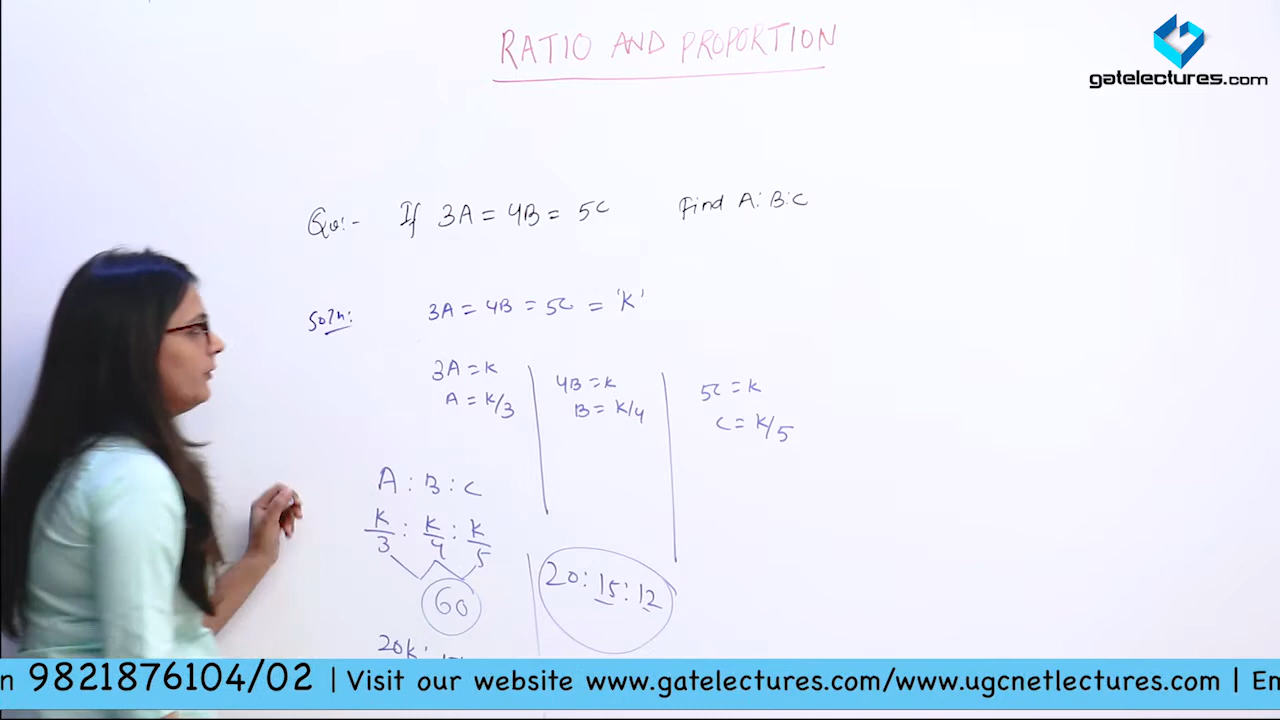 RATIO AND PROPORTION
gatelectures.com
Qu:- If 3A = 4B = 5C Find A:B:C
Soln: 3A = 4B = 5C = 'K'
3A = K
A = K/3
4B = K
B = K/4
5C = K
C = K/5
A : B : C
K/3 : K/4 : K/5
60
20K:
20: 15: 12
n 9821876104/02 | Visit our website www.gatelectures.com/www.ugcnetlectures.com | En